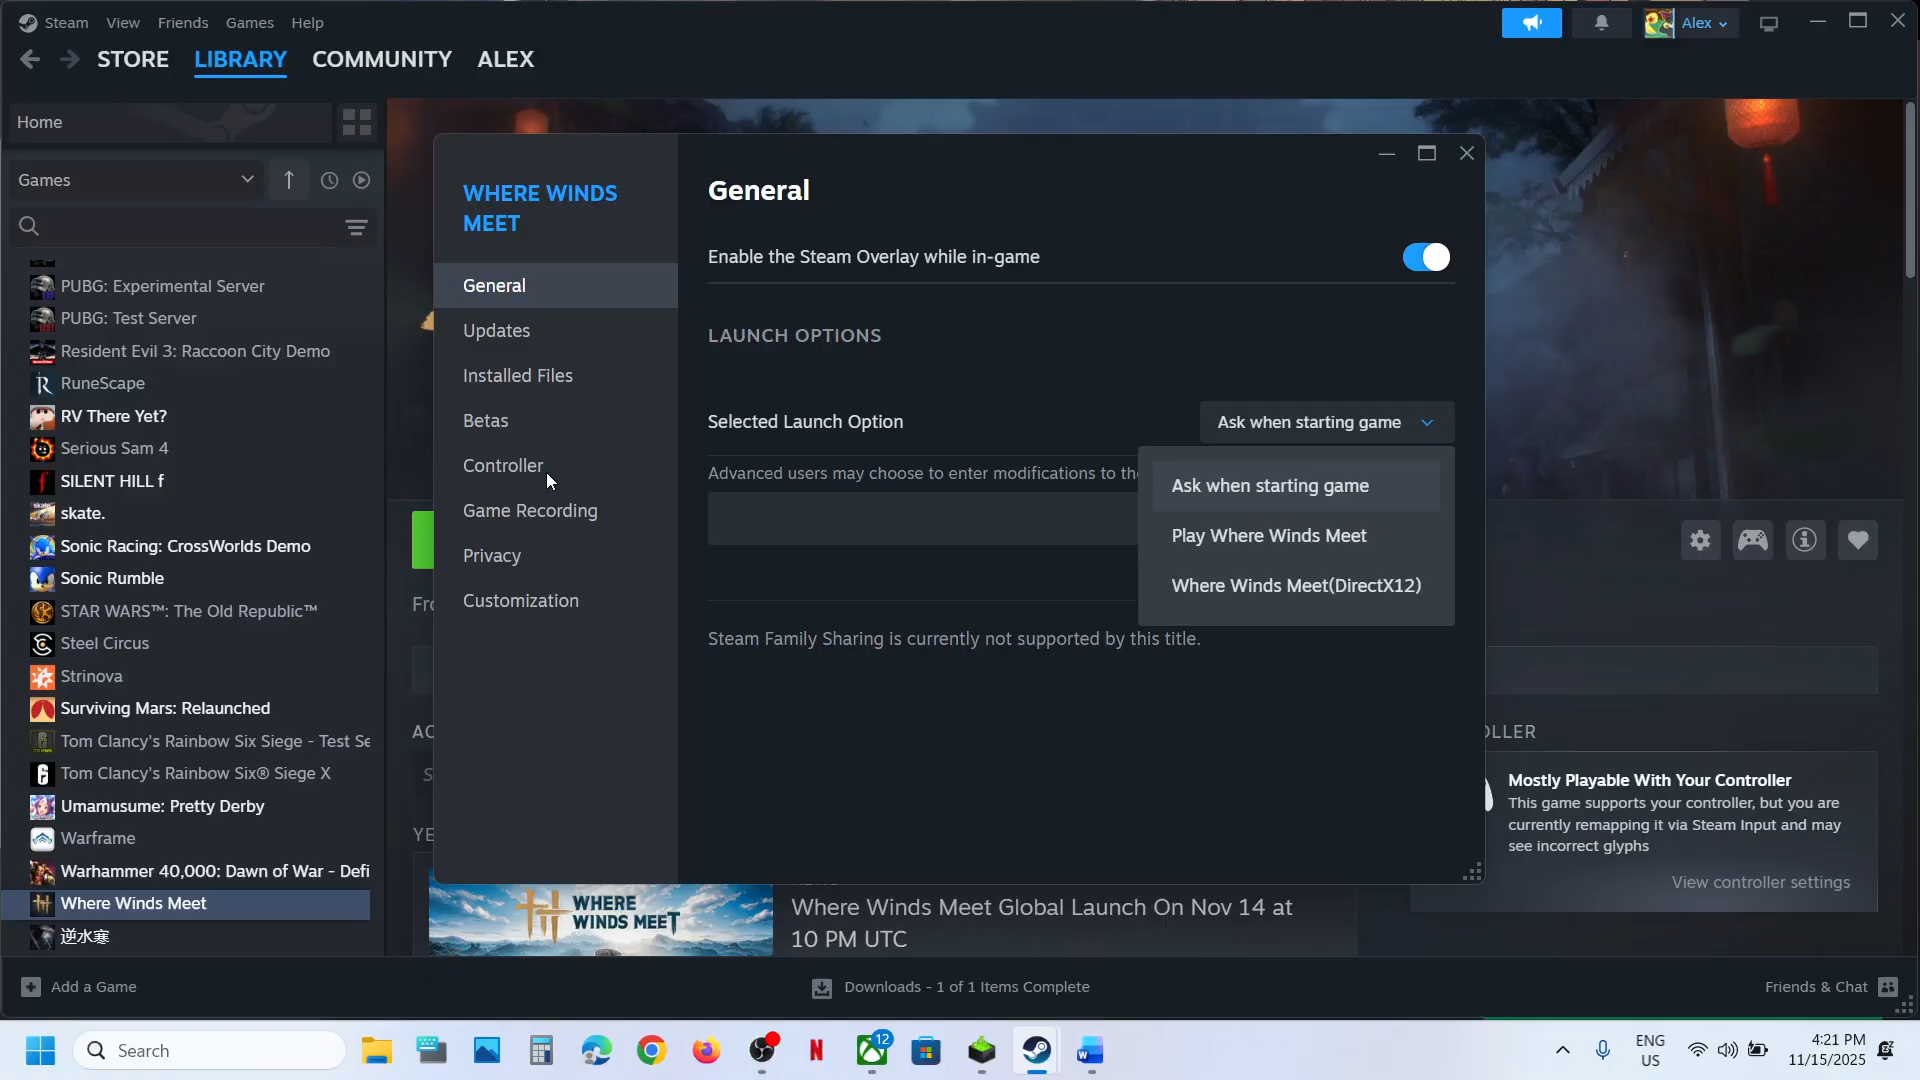 Steam View Friends Games Help
Alex
STORE LIBRARY COMMUNITY ALEX
Home
Games
PUBG: Experimental Server
PUBG: Test Server
Resident Evil 3: Raccoon City Demo
RuneScape
RV There Yet?
Serious Sam 4
SILENT HILL f
skate.
Sonic Racing: CrossWorlds Demo
Sonic Rumble
STAR WARS™: The Old Republic™
Steel Circus
Strinova
Surviving Mars: Relaunched
Tom Clancy's Rainbow Six Siege - Test Se
Tom Clancy's Rainbow Six® Siege X
Umamusume: Pretty Derby
Warframe
Warhammer 40,000: Dawn of War - Defi
Where Winds Meet
逆水寒
WHERE WINDS
MEET
General
Updates
Installed Files
Betas
Controller
Game Recording
Privacy
Customization
General
Enable the Steam Overlay while in-game
LAUNCH OPTIONS
Selected Launch Option
Ask when starting game
Advanced users may choose to enter modifications to the
Ask when starting game
Play Where Winds Meet
Where Winds Meet(DirectX12)
Steam Family Sharing is currently not supported by this title.
Mostly Playable With Your Controller
This game supports your controller, but you are
currently remapping it via Steam Input and may
see incorrect glyphs
View controller settings
WHERE
WINDS MEET
Where Winds Meet Global Launch On Nov 14 at
10 PM UTC
Add a Game
Downloads - 1 of 1 Items Complete
Friends & Chat
Search
12
ENG
US
4:21 PM
11/15/2025